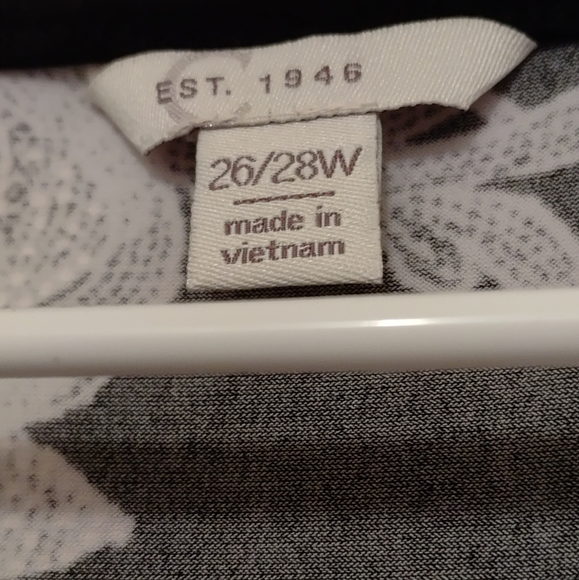 EST. 1946
26/28W
made in
vietnam